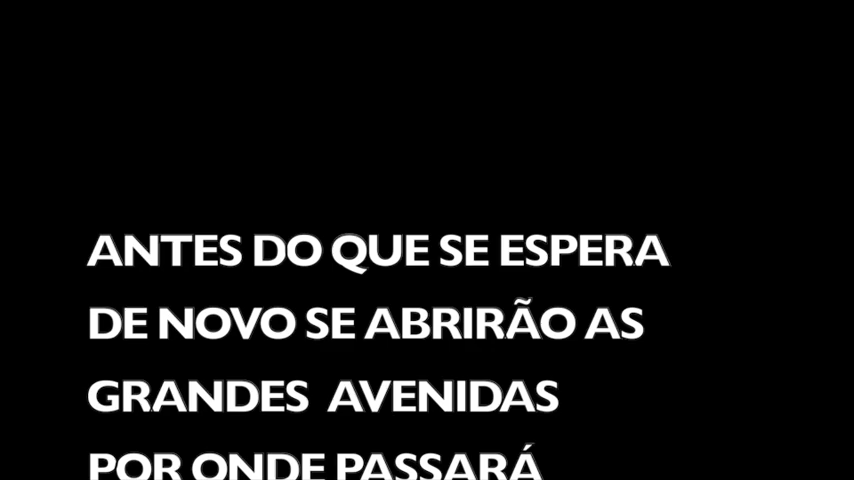 ANTES DO QUE SE ESPERA
DE NOVO SE ABRIRÃO AS
GRANDES AVENIDAS
POR ONDE PASSARÁ